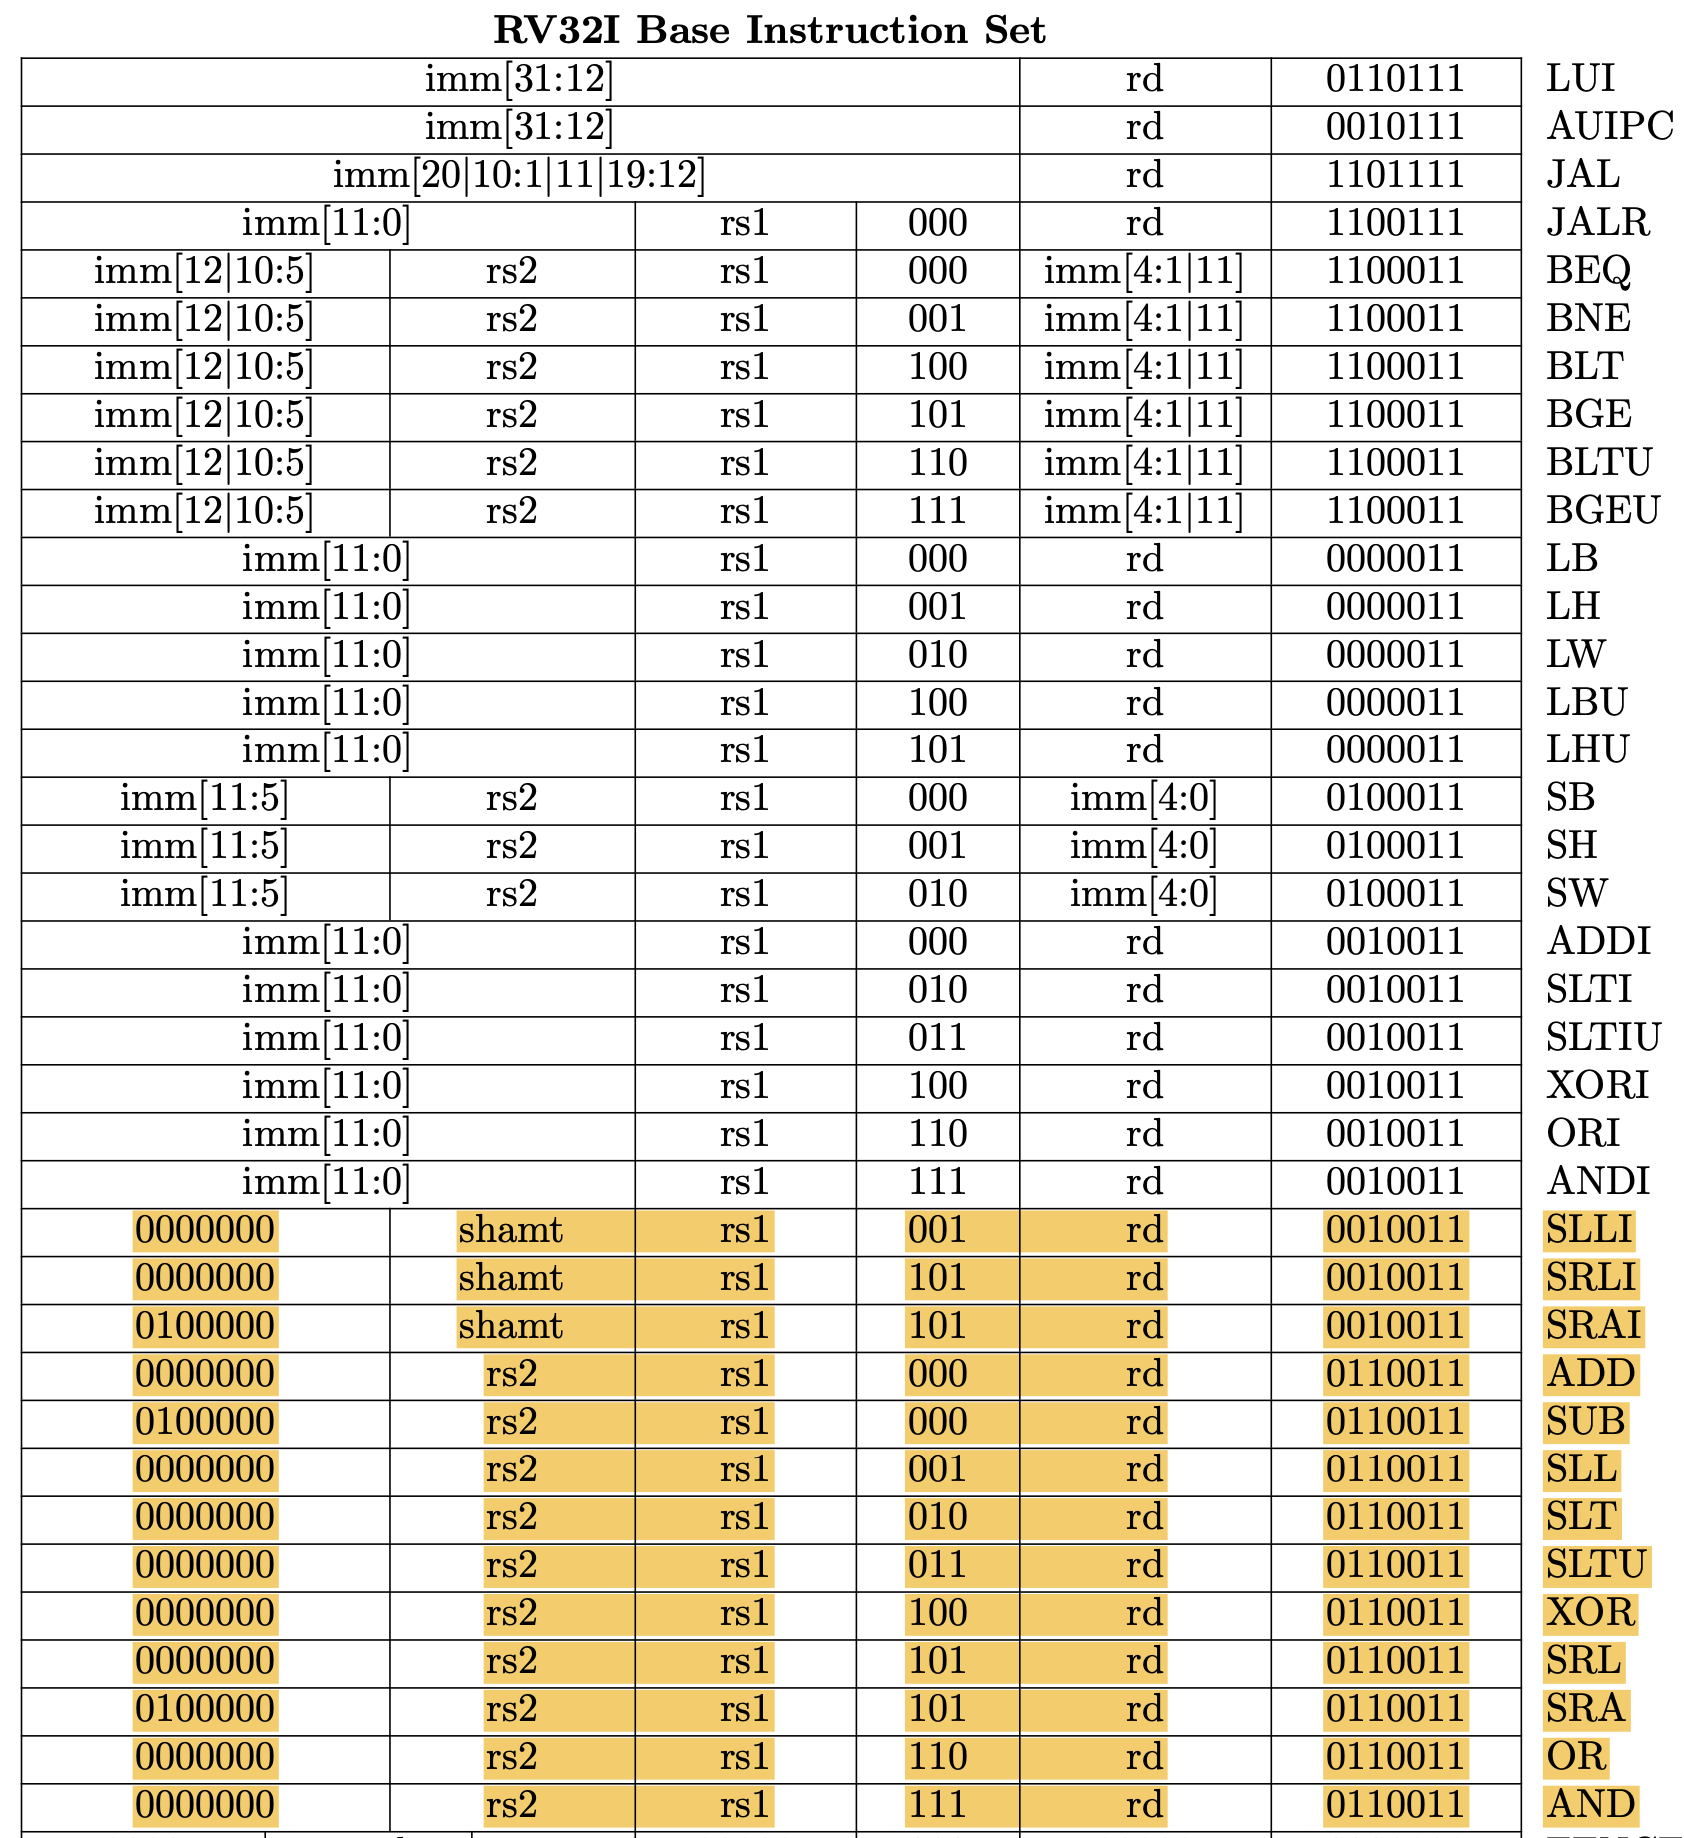 RV32I Base Instruction Set
imm[31:12] rd 0110111 LUI
imm[31:12] rd 0010111 AUIPC
imm[20|10:1|11|19:12] rd 1101111 JAL
imm[11:0] rs1 000 rd 1100111 JALR
imm[12|10:5] rs2 rs1 000 imm[4:1|11] 1100011 BEQ
imm[12|10:5] rs2 rs1 001 imm[4:1|11] 1100011 BNE
imm[12|10:5] rs2 rs1 100 imm[4:1|11] 1100011 BLT
imm[12|10:5] rs2 rs1 101 imm[4:1|11] 1100011 BGE
imm[12|10:5] rs2 rs1 110 imm[4:1|11] 1100011 BLTU
imm[12|10:5] rs2 rs1 111 imm[4:1|11] 1100011 BGEU
imm[11:0] rs1 000 rd 0000011 LB
imm[11:0] rs1 001 rd 0000011 LH
imm[11:0] rs1 010 rd 0000011 LW
imm[11:0] rs1 100 rd 0000011 LBU
imm[11:0] rs1 101 rd 0000011 LHU
imm[11:5] rs2 rs1 000 imm[4:0] 0100011 SB
imm[11:5] rs2 rs1 001 imm[4:0] 0100011 SH
imm[11:5] rs2 rs1 010 imm[4:0] 0100011 SW
imm[11:0] rs1 000 rd 0010011 ADDI
imm[11:0] rs1 010 rd 0010011 SLTI
imm[11:0] rs1 011 rd 0010011 SLTIU
imm[11:0] rs1 100 rd 0010011 XORI
imm[11:0] rs1 110 rd 0010011 ORI
imm[11:0] rs1 111 rd 0010011 ANDI
0000000 shamt rs1 001 rd 0010011 SLLI
0000000 shamt rs1 101 rd 0010011 SRLI
0100000 shamt rs1 101 rd 0010011 SRAI
0000000 rs2 rs1 000 rd 0110011 ADD
0100000 rs2 rs1 000 rd 0110011 SUB
0000000 rs2 rs1 001 rd 0110011 SLL
0000000 rs2 rs1 010 rd 0110011 SLT
0000000 rs2 rs1 011 rd 0110011 SLTU
0000000 rs2 rs1 100 rd 0110011 XOR
0000000 rs2 rs1 101 rd 0110011 SRL
0100000 rs2 rs1 101 rd 0110011 SRA
0000000 rs2 rs1 110 rd 0110011 OR
0000000 rs2 rs1 111 rd 0110011 AND